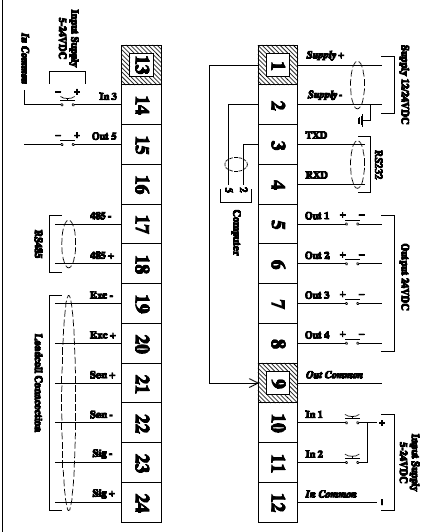 13
14
15
16
17
18
19
20
21
22
23
24
Input Supply
5-24VDC
In Common
- +
In 3
- +
Out 5
485 -
485 +
RS485
Exc -
Exc +
Sen +
Sen -
Sig -
Sig +
Loadcell Connection
1
2
3
4
5
6
7
8
9
10
11
12
Supply +
Supply -
Supply 12/24VDC
TXD
RXD
RS232
2
5
Computer
Out 1
+ -
Out 2
+ -
Out 3
+ -
Out 4
+ -
Output 24VDC
Out Common
In 1
In 2
In Common
+
-
Input Supply
5-24VDC